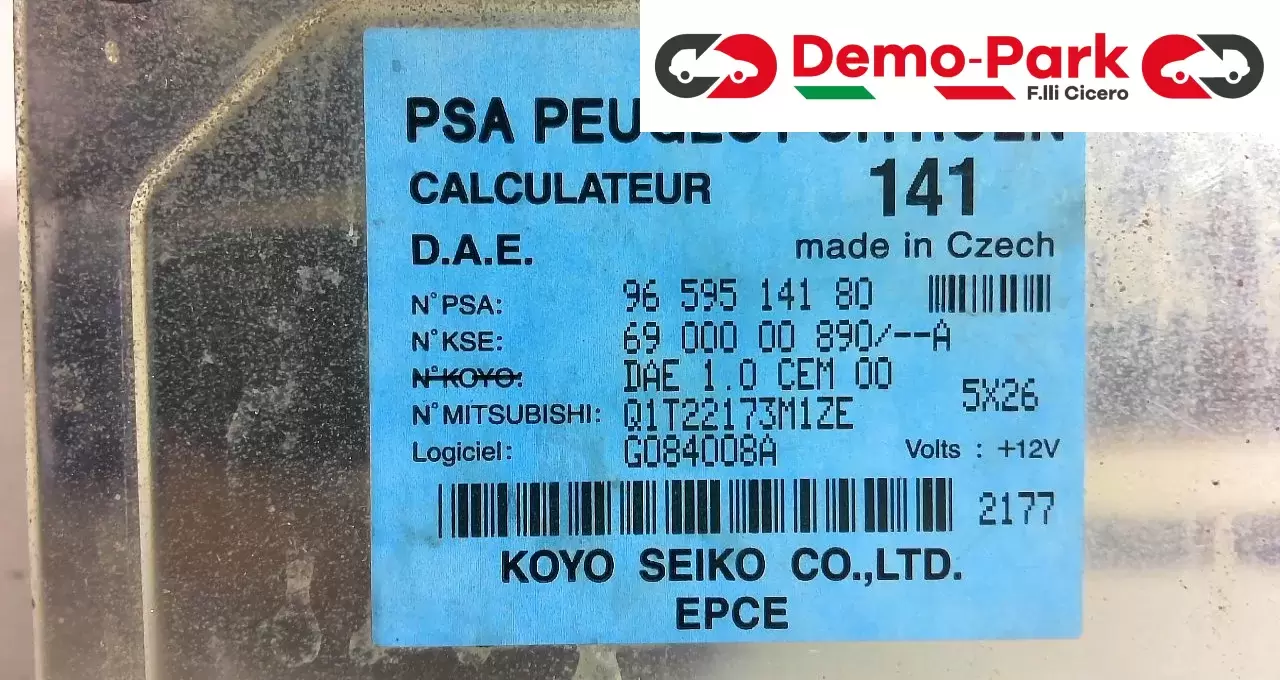 Demo-Park
F.lli Cicero
PSA PEUGEOT CITROEN
CALCULATEUR 141
D.A.E. made in Czech
N° PSA: 96 595 141 80
N° KSE: 69 000 00 890/--A
N° KOYO: DAE 1.0 CEM 00
5X26
N° MITSUBISHI: Q1T22173M1ZE
Logiciel: G084008A Volts : +12V
2177
KOYO SEIKO CO.,LTD.
EPCE